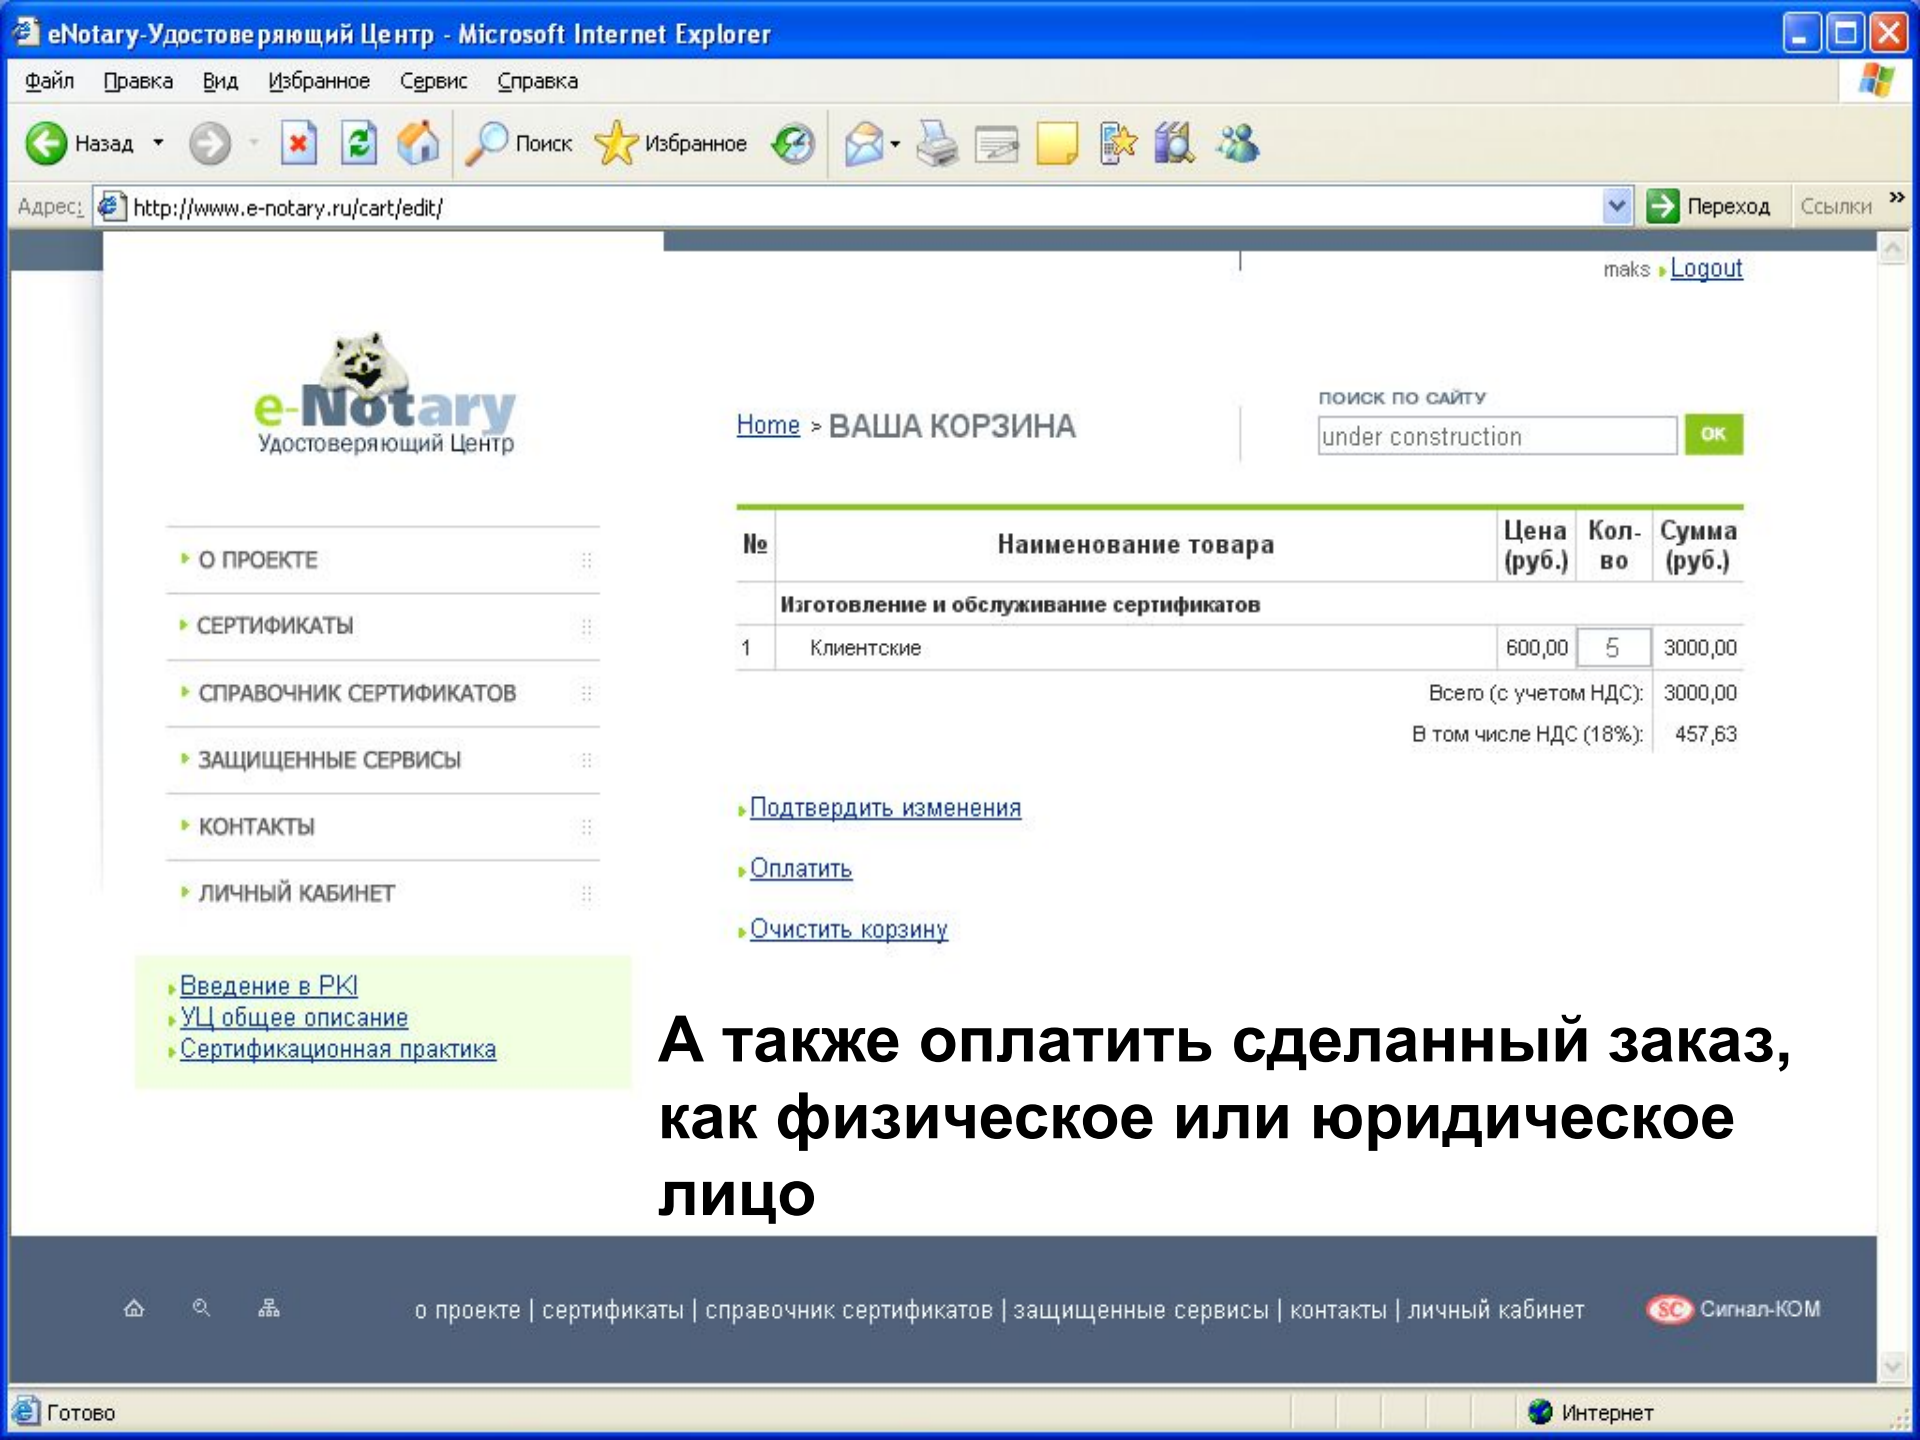 eNotary-Удостоверяющий Центр - Microsoft Internet Explorer
Файл Правка Вид Избранное Сервис Справка
Назад Поиск Избранное
Адрес: http://www.e-notary.ru/cart/edit/ Переход Ссылки »
maks Logout
e-Notary
Удостоверяющий Центр
Home > ВАША КОРЗИНА
ПОИСК ПО САЙТУ
under construction OK
О ПРОЕКТЕ
СЕРТИФИКАТЫ
СПРАВОЧНИК СЕРТИФИКАТОВ
ЗАЩИЩЕННЫЕ СЕРВИСЫ
КОНТАКТЫ
ЛИЧНЫЙ КАБИНЕТ
Введение в PKI
УЦ общее описание
Сертификационная практика
№ Наименование товара Цена (руб.) Кол-во Сумма (руб.)
Изготовление и обслуживание сертификатов
1 Клиентские 600,00 5 3000,00
Всего (с учетом НДС): 3000,00
В том числе НДС (18%): 457,63
Подтвердить изменения
Оплатить
Очистить корзину
А также оплатить сделанный заказ,
как физическое или юридическое
лицо
о проекте | сертификаты | справочник сертификатов | защищенные сервисы | контакты | личный кабинет SC Сигнал-КОМ
Готово Интернет